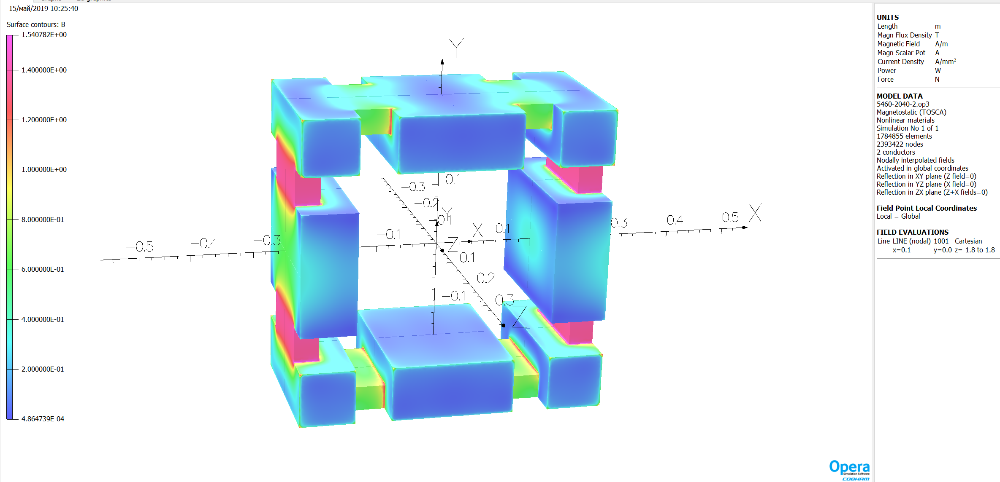 15/май/2019 10:25:40
Surface contours: B
1.540782E+00
1.400000E+00
1.200000E+00
1.000000E+00
8.000000E-01
6.000000E-01
4.000000E-01
2.000000E-01
4.864739E-04
Y
0.1
−0.3
−0.2
Y
−0.1
X
0.1
−0.1
−0.5
−0.4
−0.3
0.3
0.4
0.5
X
Z
0.1
0.2
−0.1
0.3
Z
UNITS
Length m
Magn Flux Density T
Magnetic Field A/m
Magn Scalar Pot A
Current Density A/mm²
Power W
Force N
MODEL DATA
5460-2040-2.op3
Magnetostatic (TOSCA)
Nonlinear materials
Simulation No 1 of 1
1784855 elements
2393422 nodes
2 conductors
Nodally interpolated fields
Activated in global coordinates
Reflection in XY plane (Z field=0)
Reflection in YZ plane (X field=0)
Reflection in ZX plane (Z+X fields=0)
Field Point Local Coordinates
Local = Global
FIELD EVALUATIONS
Line LINE (nodal) 1001 Cartesian
x=0.1 y=0.0 z=-1.8 to 1.8
Opera
Simulation Software
COBHAM